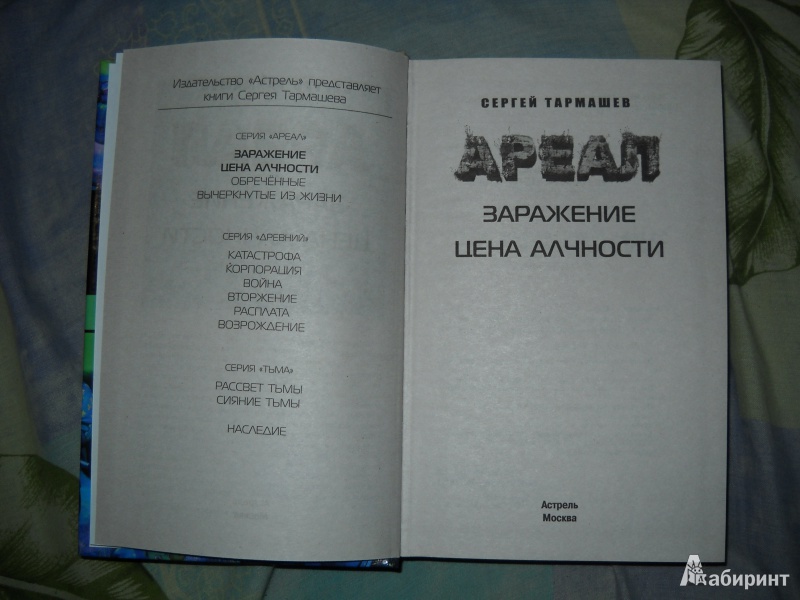 Издательство «Астрель» представляет
книги Сергея Тармашева
СЕРИЯ «АРЕАЛ»
ЗАРАЖЕНИЕ
ЦЕНА АЛЧНОСТИ
ОБРЕЧЁННЫЕ
ВЫЧЕРКНУТЫЕ ИЗ ЖИЗНИ
СЕРИЯ «ДРЕВНИЙ»
КАТАСТРОФА
КОРПОРАЦИЯ
ВОЙНА
ВТОРЖЕНИЕ
РАСПЛАТА
ВОЗРОЖДЕНИЕ
СЕРИЯ «ТЬМА»
РАССВЕТ ТЬМЫ
СИЯНИЕ ТЬМЫ
НАСЛЕДИЕ
СЕРГЕЙ ТАРМАШЕВ
АРЕАЛ
ЗАРАЖЕНИЕ
ЦЕНА АЛЧНОСТИ
Астрель
Москва
Лабиринт